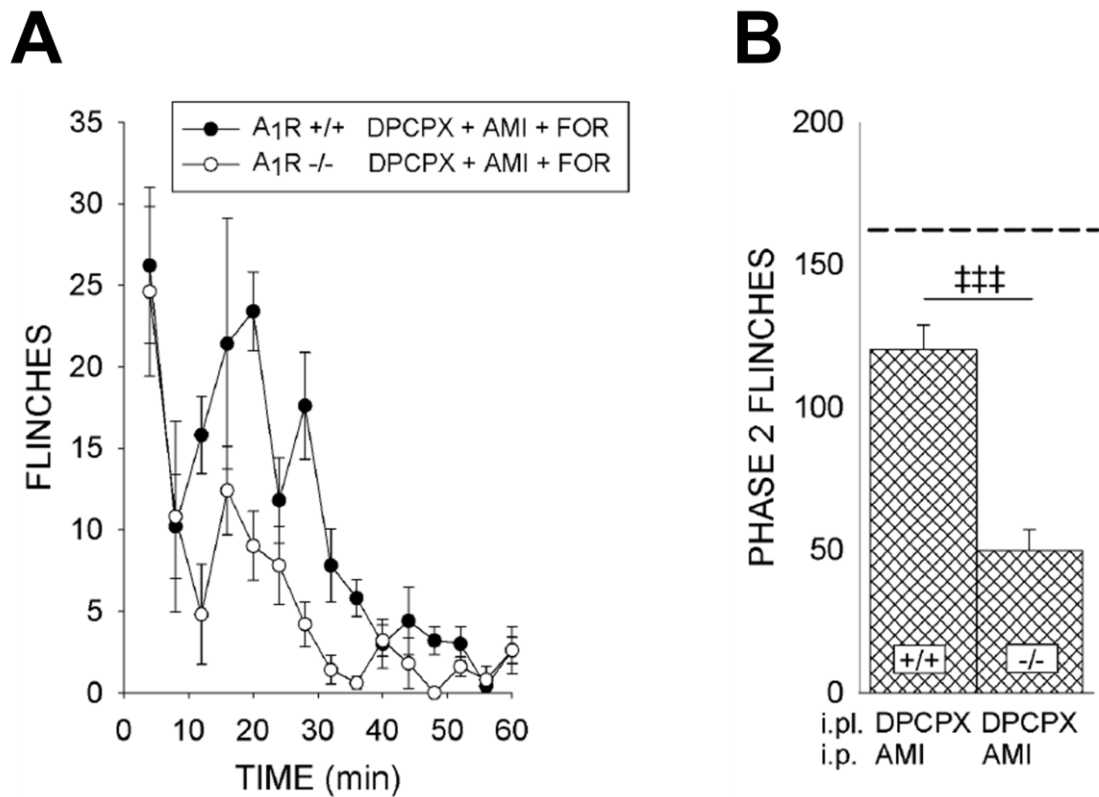 A
B
A1R +/+ DPCPX + AMI + FOR
A1R -/- DPCPX + AMI + FOR
FLINCHES
35
30
25
20
15
10
5
0
0 10 20 30 40 50 60
TIME (min)
PHASE 2 FLINCHES
200
150
100
50
0
‡‡‡
+/+ -/-
i.pl. DPCPX DPCPX
i.p. AMI AMI